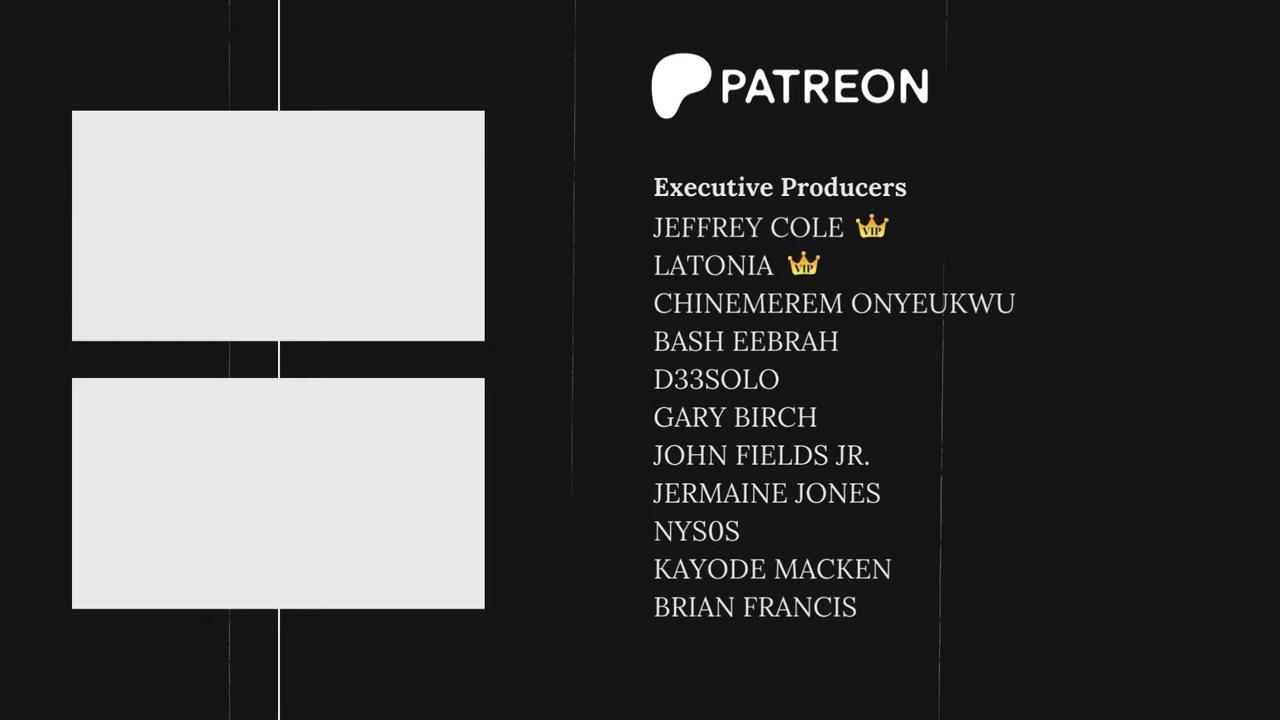 PATREON
Executive Producers
JEFFREY COLE VIP
LATONIA VIP
CHINEMEREM ONYEUKWU
BASH EEBRAH
D33SOLO
GARY BIRCH
JOHN FIELDS JR.
JERMAINE JONES
NYS0S
KAYODE MACKEN
BRIAN FRANCIS